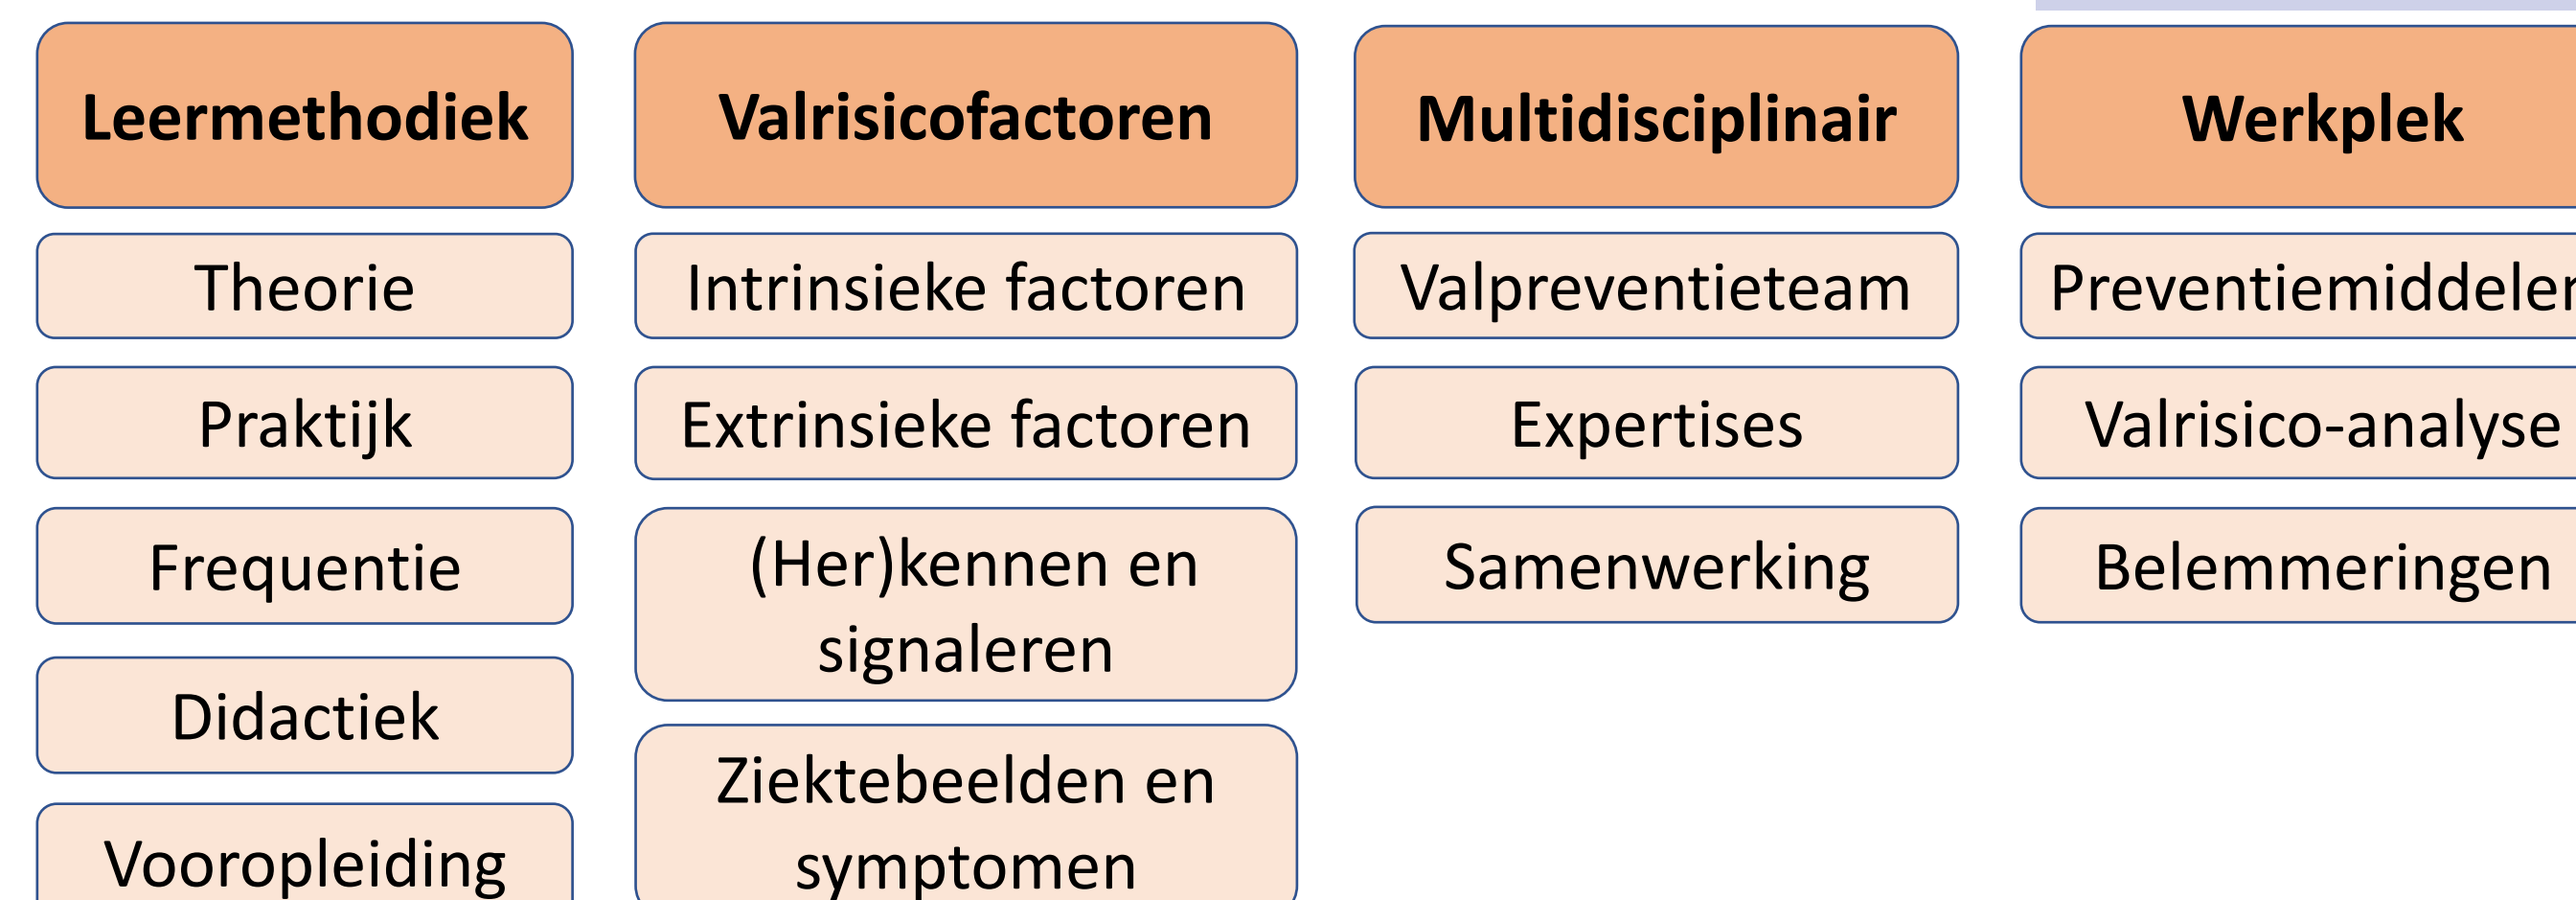 Leermethodiek
Theorie
Praktijk
Frequentie
Didactiek
Vooropleiding
Valrisicofactoren
Intrinsieke factoren
Extrinsieke factoren
(Her)kennen en
signaleren
Ziektebeelden en
symptomen
Multidisciplinair
Valpreventieteam
Expertises
Samenwerking
Werkplek
Preventiemiddelen
Valrisico-analyse
Belemmeringen